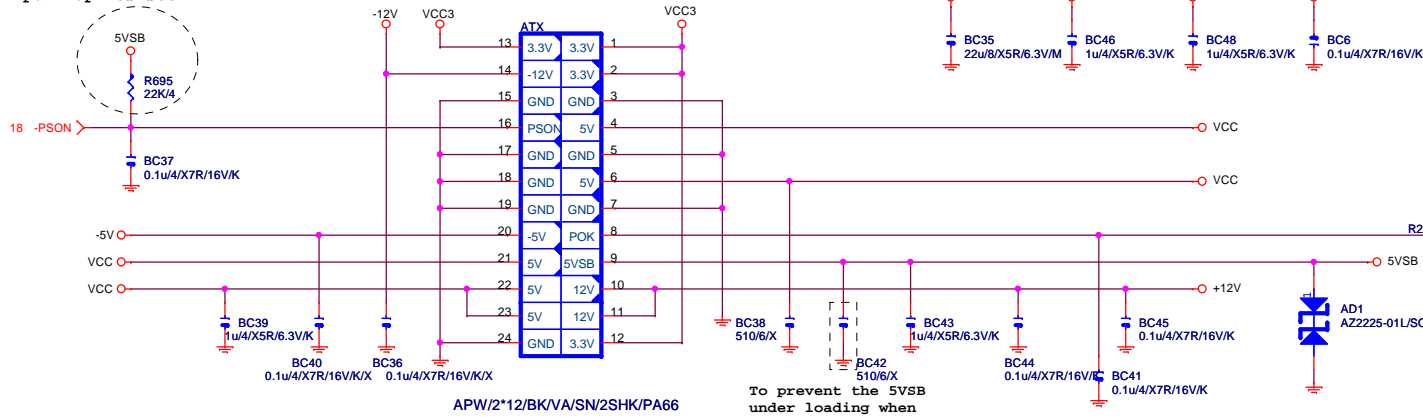 -12V
VCC3
VCC3
ATX
5VSB
R695
22K/4
BC35
22u/8/X5R/6.3V/M
BC46
1u/4/X5R/6.3V/K
BC48
1u/4/X5R/6.3V/K
BC6
0.1u/4/X7R/16V/K
13 3.3V 3.3V 1
14 -12V 3.3V 2
15 GND GND 3
18 -PSON
16 PSON 5V 4
VCC
17 GND GND 5
18 GND 5V 6
VCC
19 GND GND 7
-5V
20 -5V POK 8
R2
VCC
21 5V 5VSB 9
5VSB
VCC
22 5V 12V 10
+12V
23 5V 12V 11
24 GND 3.3V 12
BC37
0.1u/4/X7R/16V/K
BC39
1u/4/X5R/6.3V/K
BC40
0.1u/4/X7R/16V/K/X
BC36
0.1u/4/X7R/16V/K/X
BC38
510/6/X
BC42
510/6/X
BC43
1u/4/X5R/6.3V/K
BC44
0.1u/4/X7R/16V/K
BC45
0.1u/4/X7R/16V/K
BC41
0.1u/4/X7R/16V/K
1
AD1
AZ2225-01L/SO
APW/2*12/BK/VA/SN/2SHK/PA66
To prevent the 5VSB
under loading when